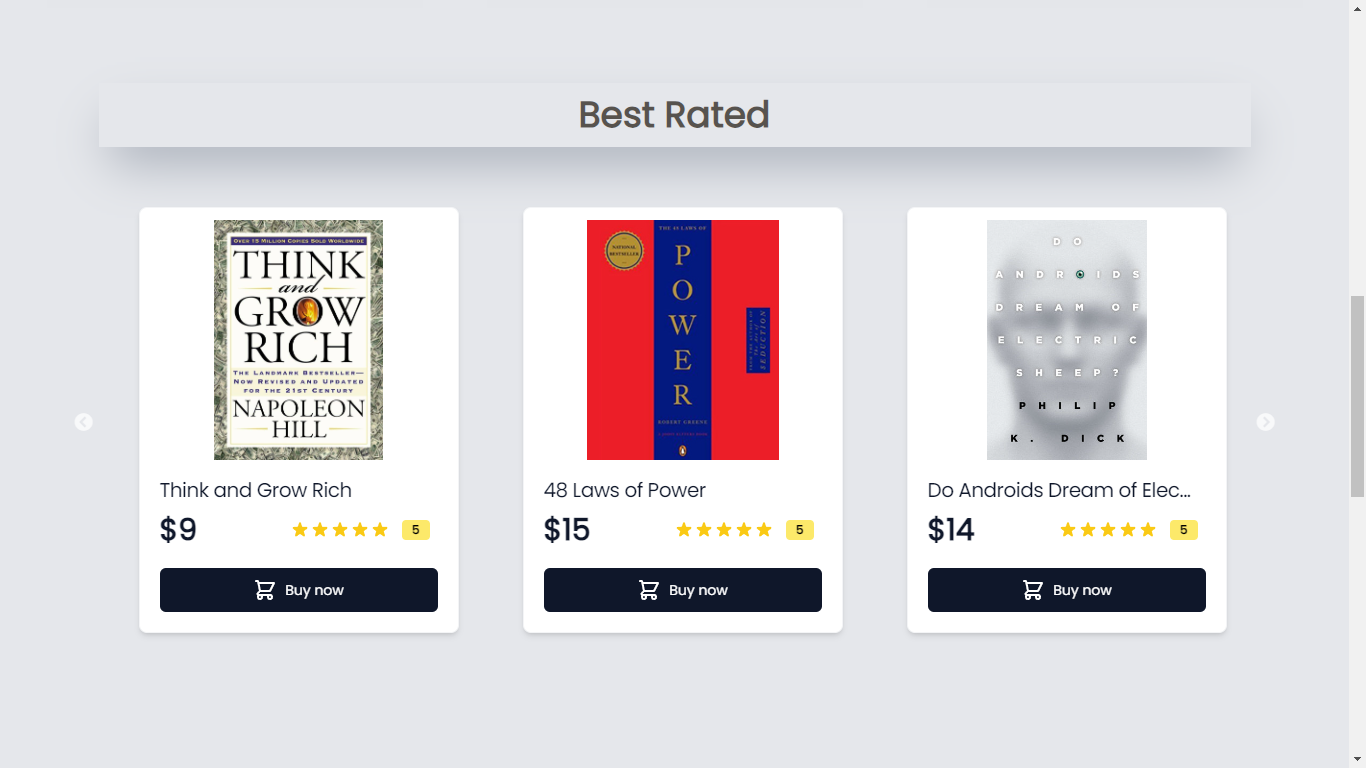 Best Rated
OVER 15 MILLION COPIES SOLD WORLDWIDE
THINK
and
GROW
RICH
THE LANDMARK BESTSELLER—
NOW REVISED AND UPDATED
FOR THE 21ST CENTURY
NAPOLEON
HILL
Think and Grow Rich
$9
5
Buy now
THE 48 LAWS OF
NATIONAL
BESTSELLER
POWER
FROM THE AUTHOR OF
The Art of
SEDUCTION
ROBERT GREENE
48 Laws of Power
$15
5
Buy now
DO
ANDROIDS
DREAM OF
ELECTRIC
SHEEP?
PHILIP
K. DICK
Do Androids Dream of Elec...
$14
5
Buy now